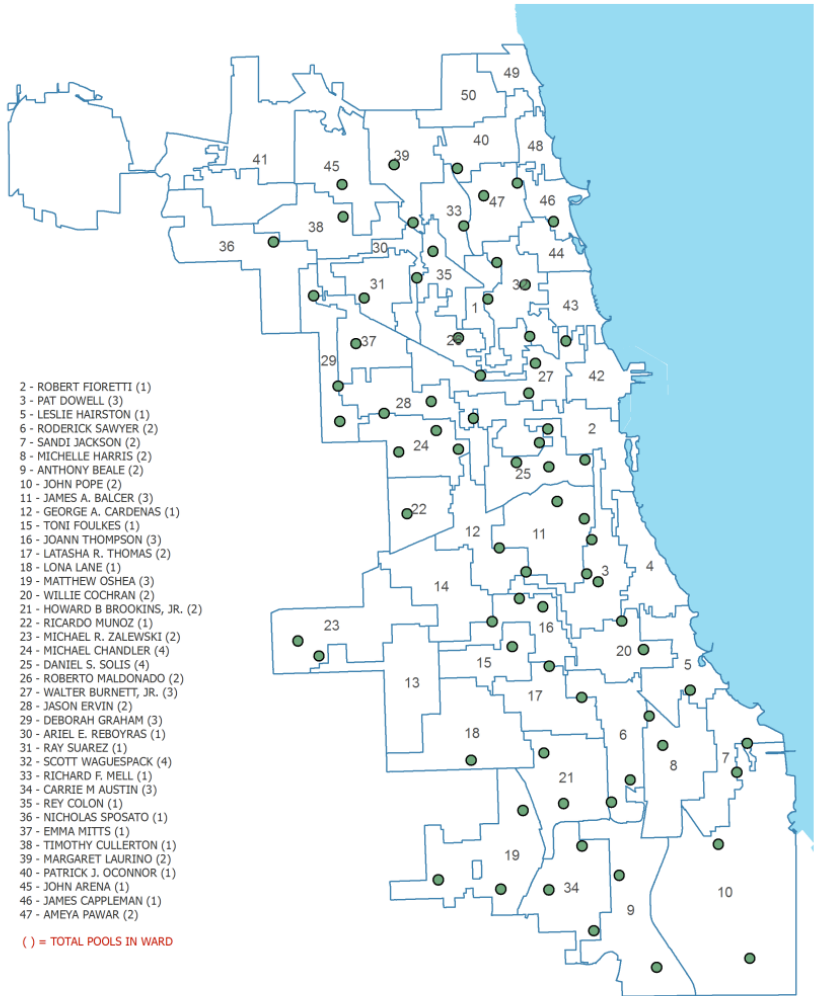 49
50
40
48
39
41
45
47
46
33
38
36
30
44
35
31
32
1
43
26
37
29
27
42
28
2
24
25
22
12
11
3
4
14
23
16
20
15
5
13
17
6
18
7
8
21
19
34
10
9
2 - ROBERT FIORETTI (1)
3 - PAT DOWELL (3)
5 - LESLIE HAIRSTON (1)
6 - RODERICK SAWYER (2)
7 - SANDI JACKSON (2)
8 - MICHELLE HARRIS (2)
9 - ANTHONY BEALE (2)
10 - JOHN POPE (2)
11 - JAMES A. BALCER (3)
12 - GEORGE A. CARDENAS (1)
15 - TONI FOULKES (1)
16 - JOANN THOMPSON (3)
17 - LATASHA R. THOMAS (2)
18 - LONA LANE (1)
19 - MATTHEW OSHEA (3)
20 - WILLIE COCHRAN (2)
21 - HOWARD B BROOKINS, JR. (2)
22 - RICARDO MUNOZ (1)
23 - MICHAEL R. ZALEWSKI (2)
24 - MICHAEL CHANDLER (4)
25 - DANIEL S. SOLIS (4)
26 - ROBERTO MALDONADO (2)
27 - WALTER BURNETT, JR. (3)
28 - JASON ERVIN (2)
29 - DEBORAH GRAHAM (3)
30 - ARIEL E. REBOYRAS (1)
31 - RAY SUAREZ (1)
32 - SCOTT WAGUESPACK (4)
33 - RICHARD F. MELL (1)
34 - CARRIE M AUSTIN (3)
35 - REY COLON (1)
36 - NICHOLAS SPOSATO (1)
37 - EMMA MITTS (1)
38 - TIMOTHY CULLERTON (1)
39 - MARGARET LAURINO (2)
40 - PATRICK J. OCONNOR (1)
45 - JOHN ARENA (1)
46 - JAMES CAPPLEMAN (1)
47 - AMEYA PAWAR (2)
( ) = TOTAL POOLS IN WARD